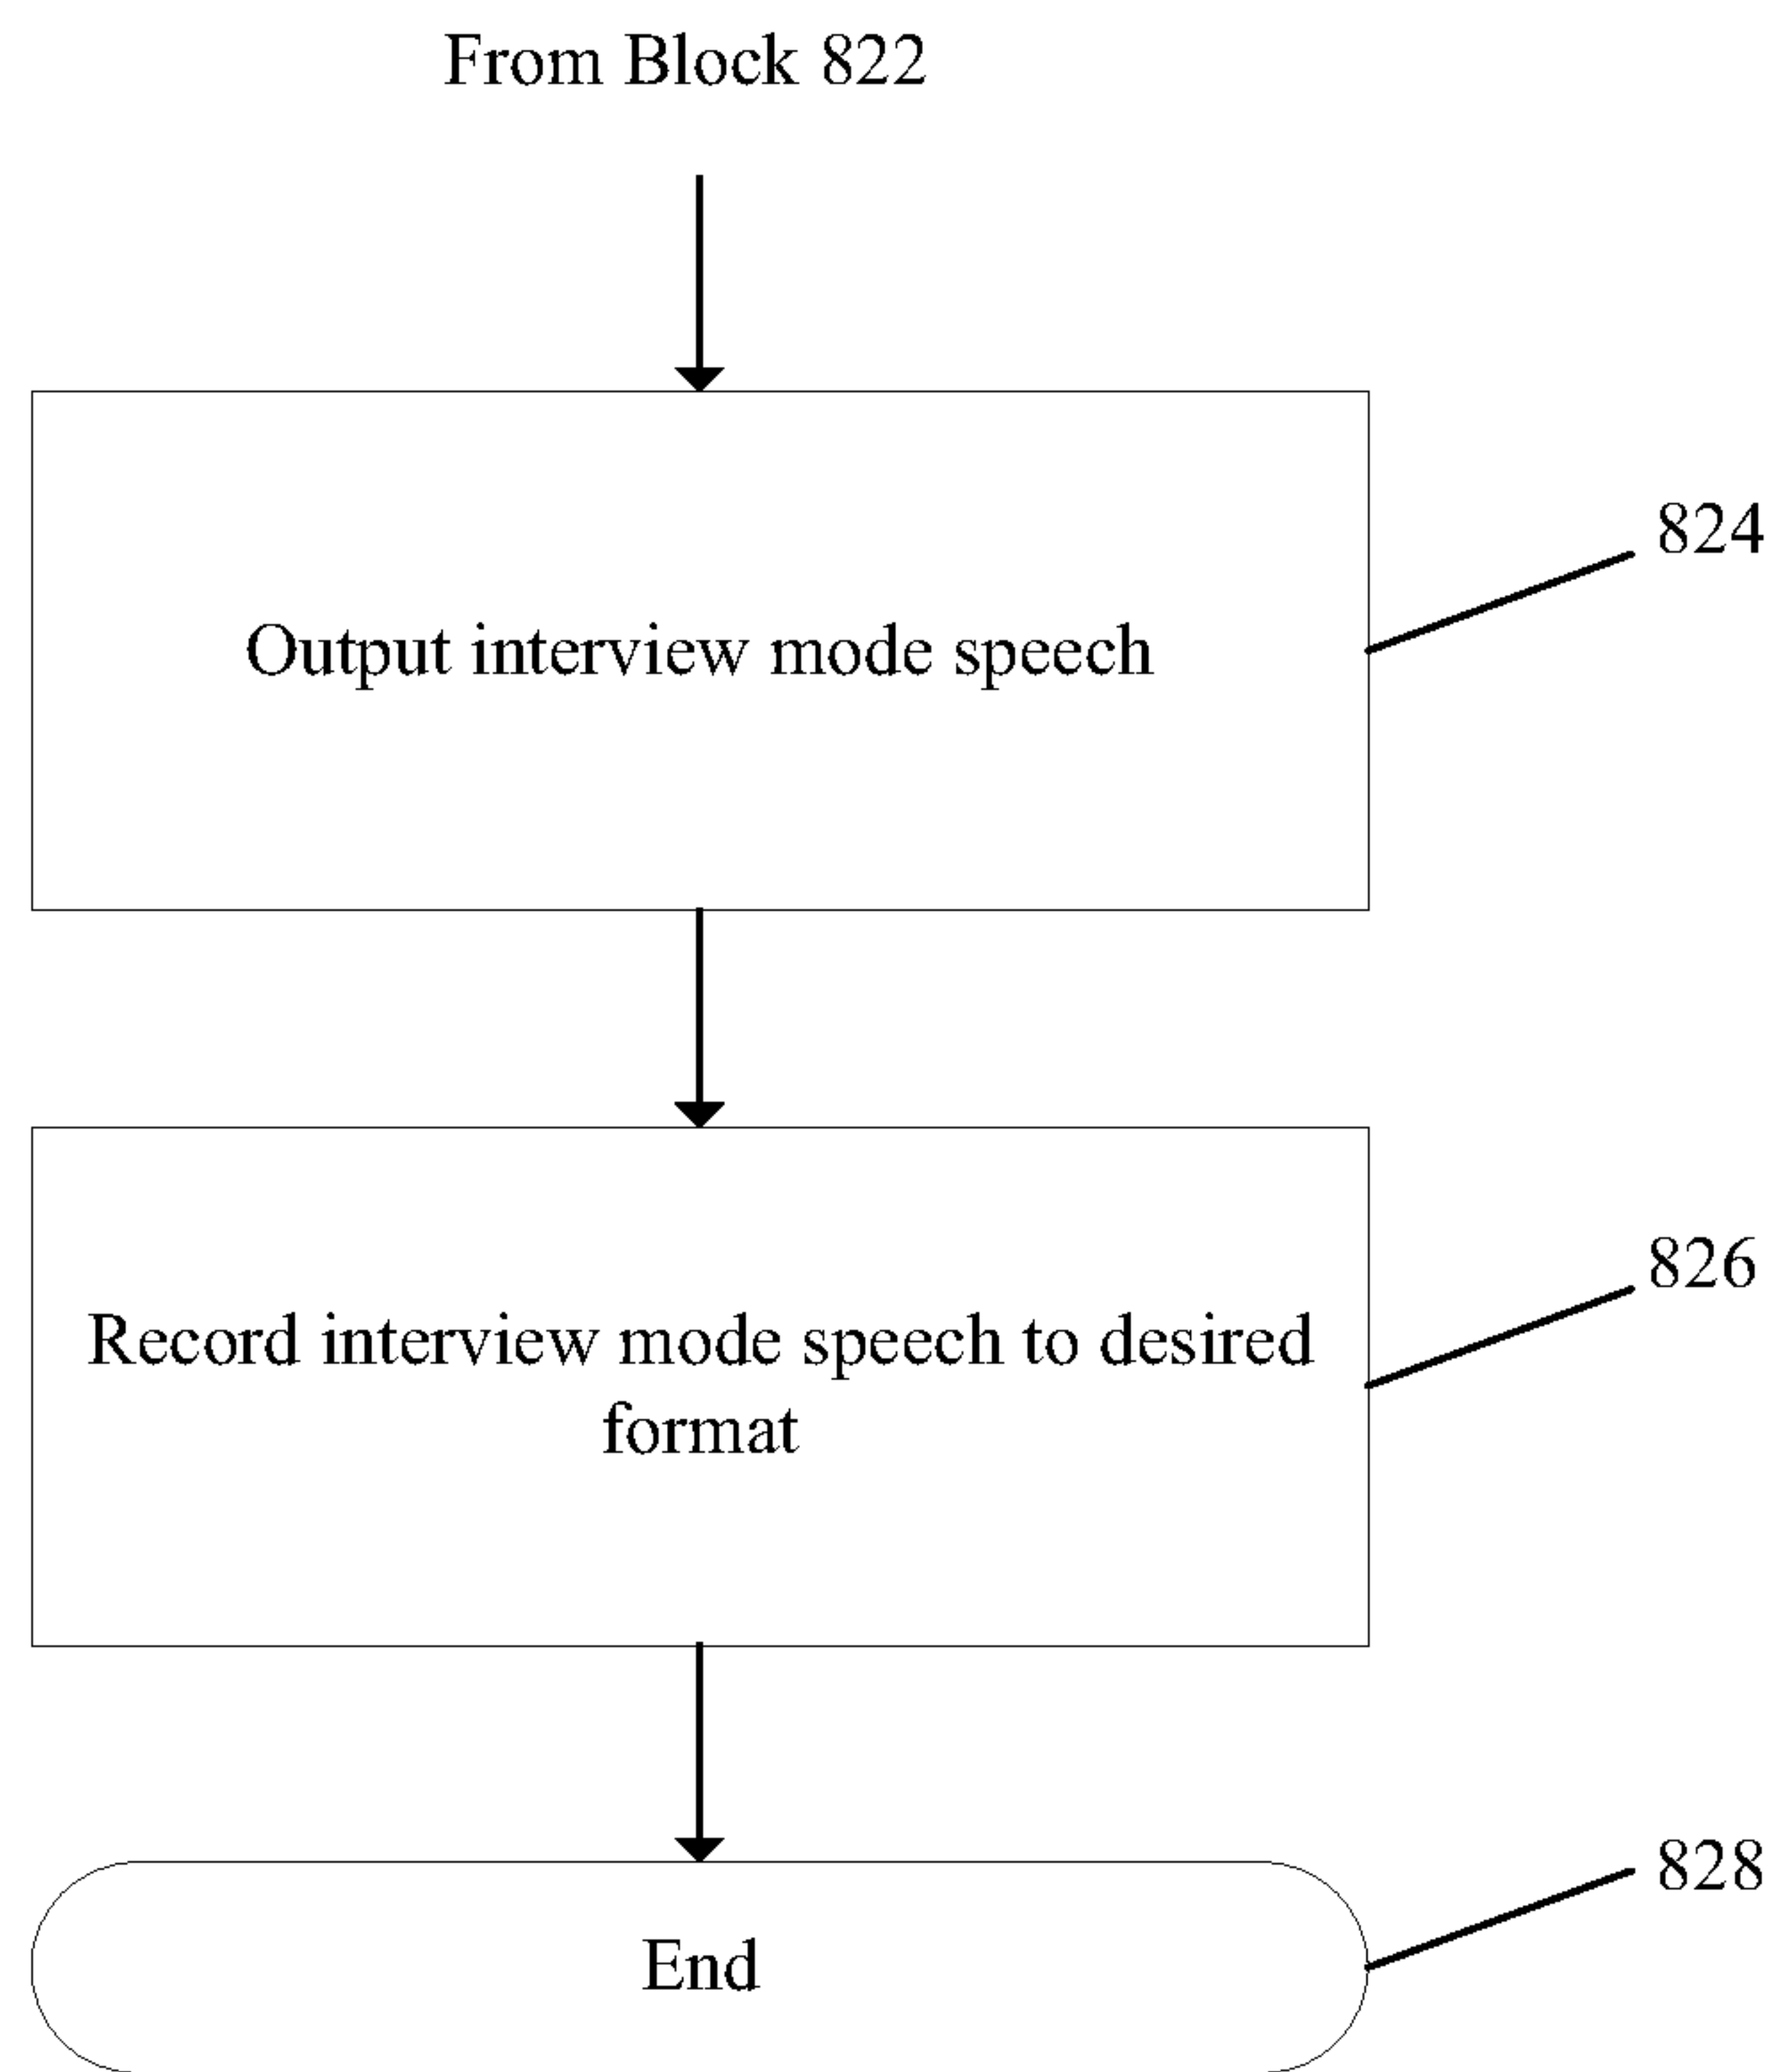 From Block 822
824
Output interview mode speech
826
Record interview mode speech to desired
format
828
End